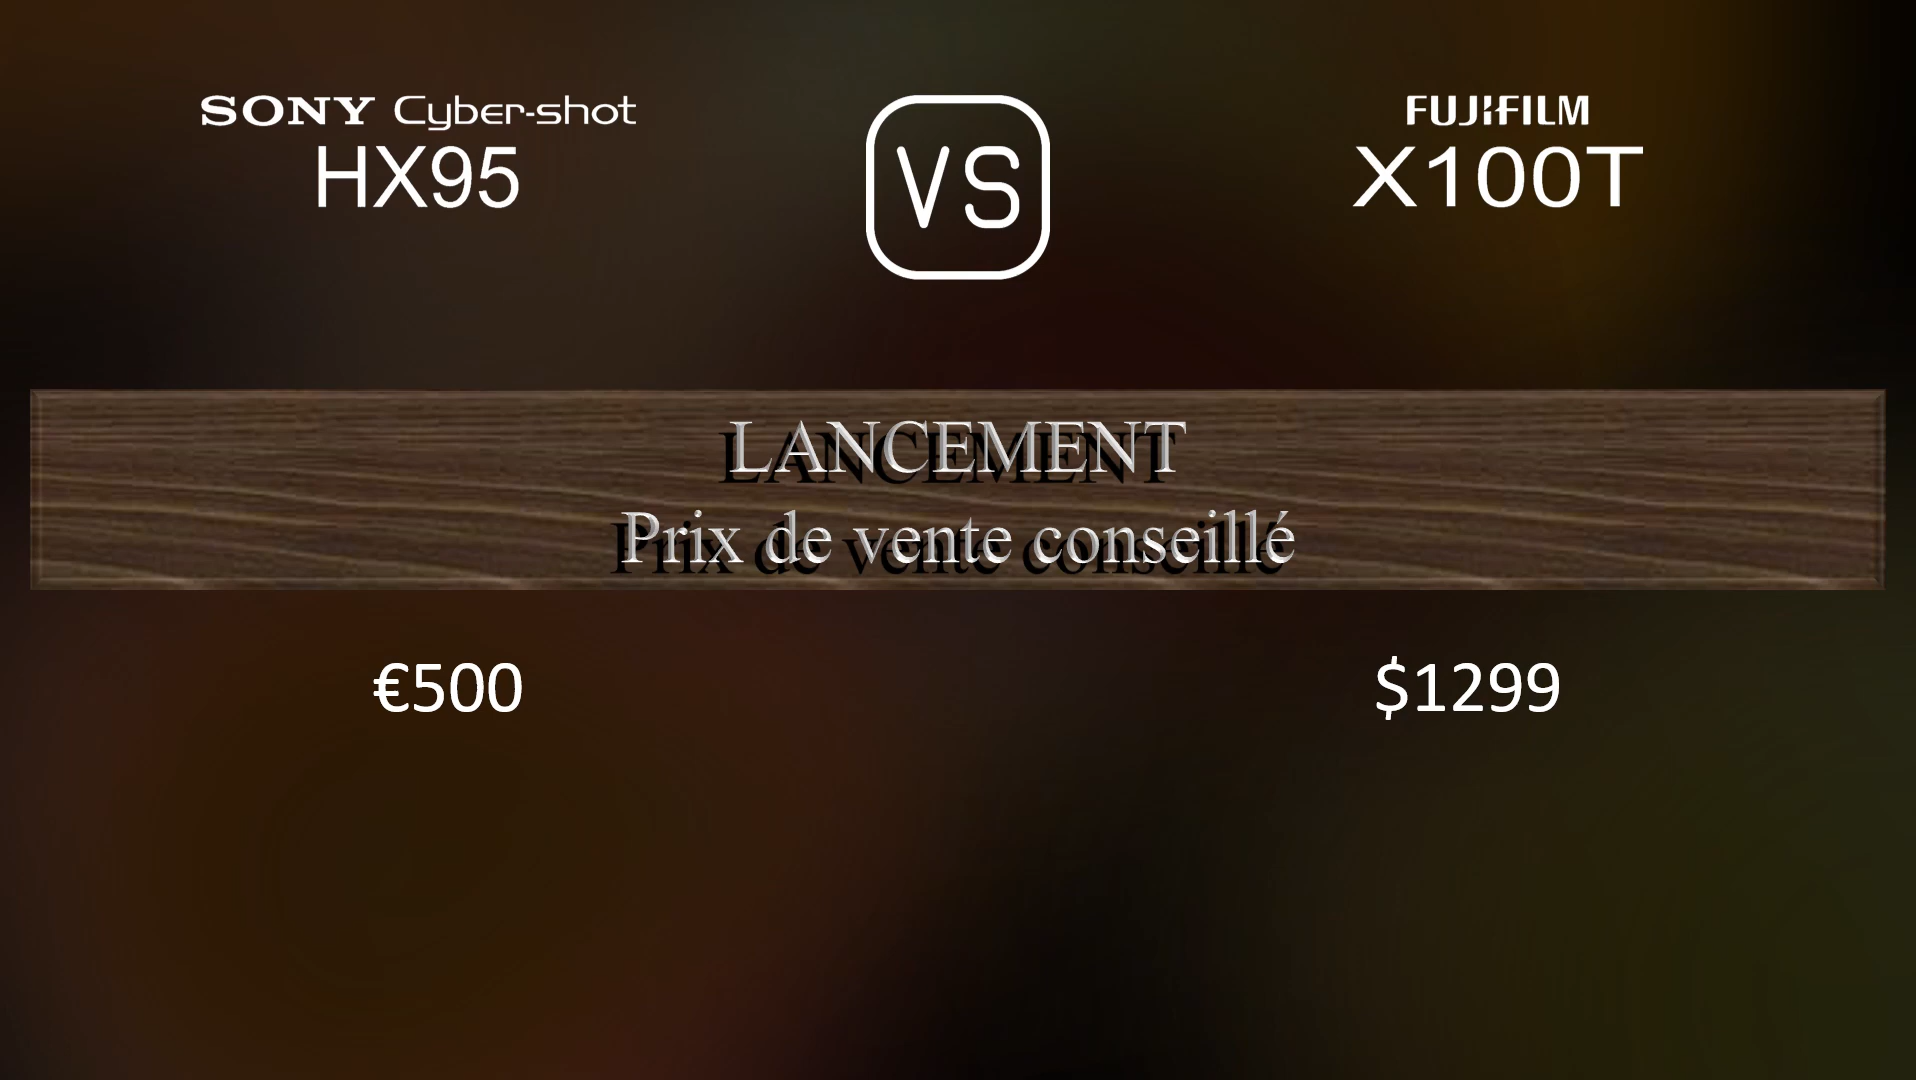 SONY Cyber-shot
HX95
VS
FUJIFILM
X100T
LANCEMENT
Prix de vente conseillé
€500
$1299